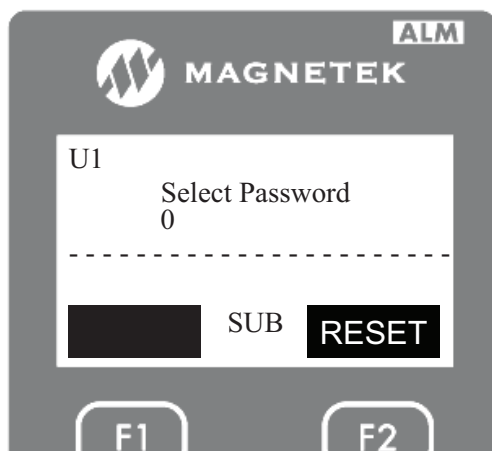 ALM
MAGNETEK
U1
Select Password
0
- - - - - - - - - - - - - - - - - - - - - - - -
SUB RESET
F1 F2